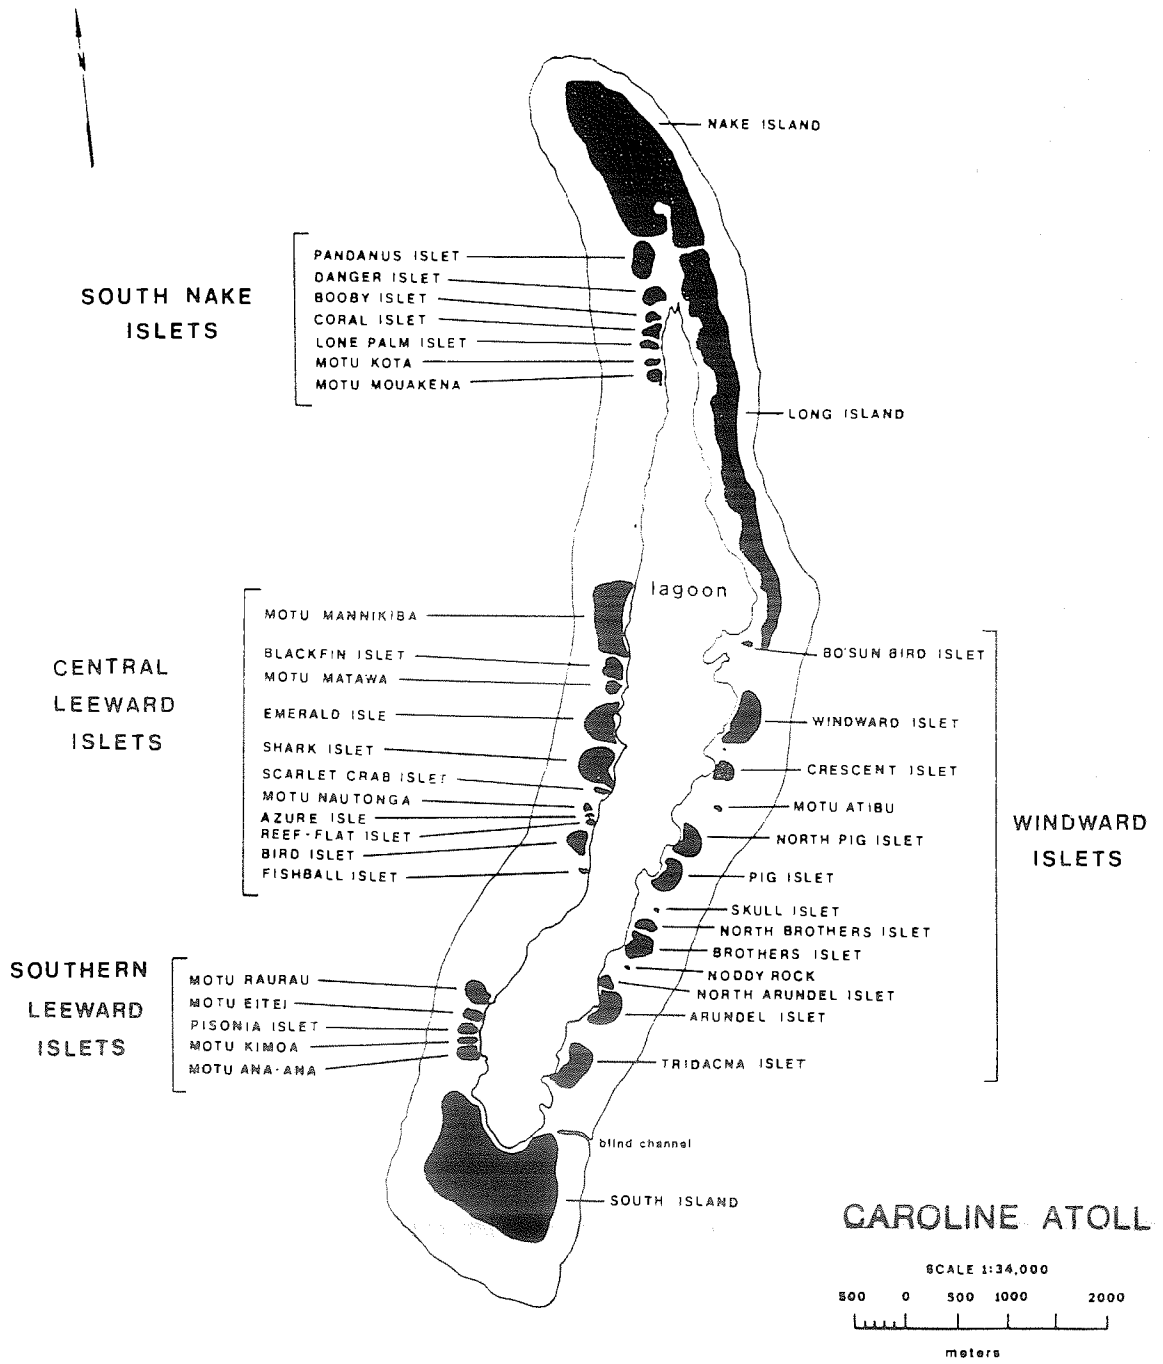 NAKE ISLAND
SOUTH NAKE
ISLETS
PANDANUS ISLET
DANGER ISLET
BOOBY ISLET
CORAL ISLET
LONE PALM ISLET
MOTU KOTA
MOTU MOUAKENA
LONG ISLAND
lagoon
CENTRAL
LEEWARD
ISLETS
MOTU MANNIKIBA
BLACKFIN ISLET
MOTU MATAWA
EMERALD ISLE
SHARK ISLET
SCARLET CRAB ISLET
MOTU NAUTONGA
AZURE ISLE
REEF-FLAT ISLET
BIRD ISLET
FISHBALL ISLET
BO'SUN BIRD ISLET
WINDWARD ISLET
CRESCENT ISLET
MOTU ATIBU
NORTH PIG ISLET
PIG ISLET
SKULL ISLET
NORTH BROTHERS ISLET
BROTHERS ISLET
NODDY ROCK
NORTH ARUNDEL ISLET
ARUNDEL ISLET
TRIDACNA ISLET
WINDWARD
ISLETS
SOUTHERN
LEEWARD
ISLETS
MOTU RAURAU
MOTU EITEI
PISONIA ISLET
MOTU KIMOA
MOTU ANA-ANA
blind channel
SOUTH ISLAND
CAROLINE ATOLL
SCALE 1:34,000
500 0 500 1000 2000
meters